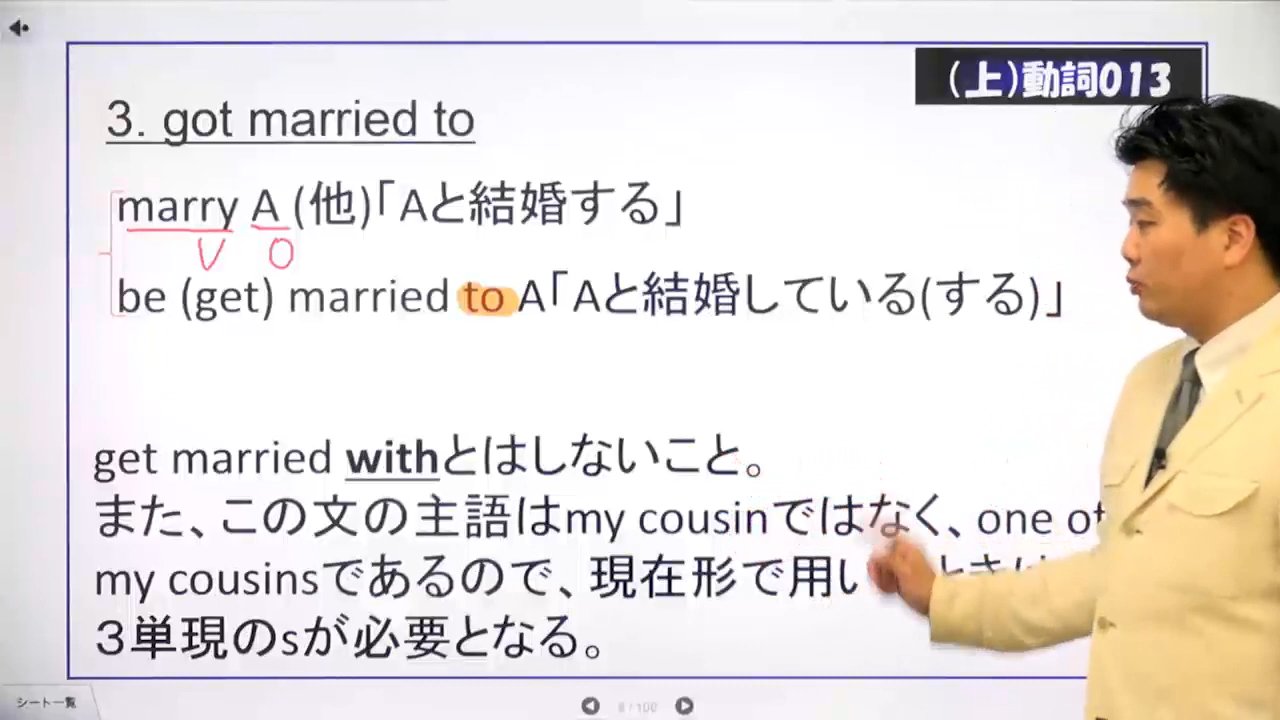 (上)動詞013
3. got married to
marry A (他)「Aと結婚する」
V O
be (get) married to A「Aと結婚している(する)」
get married withとはしないこと。
また、この文の主語はmy cousinではなく、one of
my cousinsであるので、現在形で用い
３単現のsが必要となる。
シート一覧
8 / 100